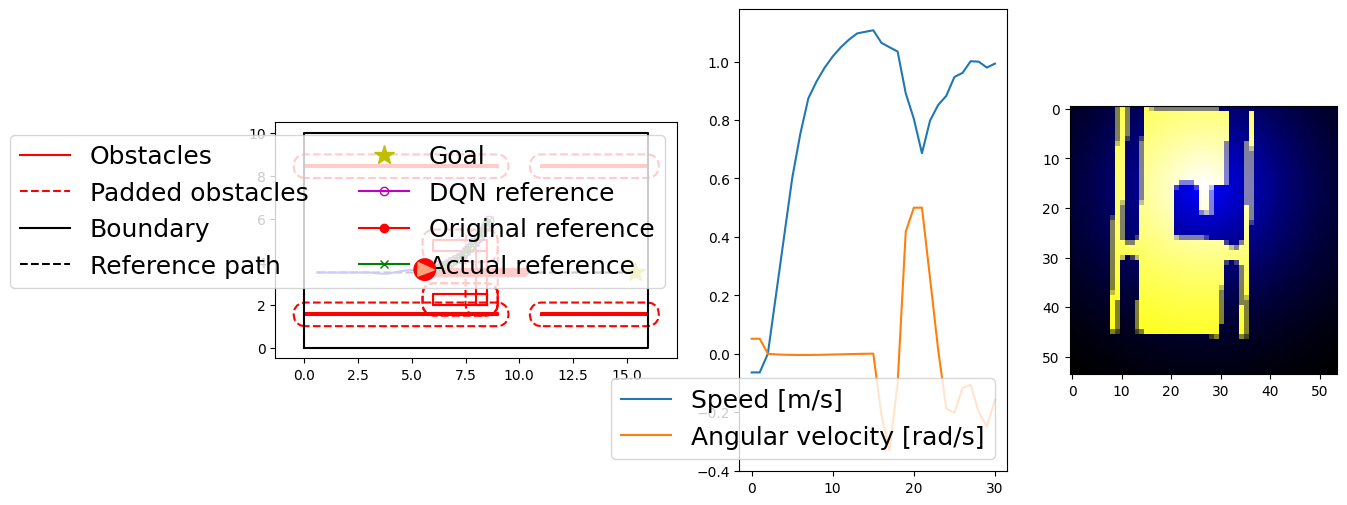 Obstacles
Padded obstacles
Boundary
Reference path
Goal
DQN reference
Original reference
Actual reference
10
8
6
4
2
0
0.0 2.5 5.0 7.5 10.0 12.5 15.0
1.0
0.8
0.6
0.4
0.2
0.0
−0.2
−0.4
Speed [m/s]
Angular velocity [rad/s]
0 10 20 30
0
10
20
30
40
50
0 10 20 30 40 50